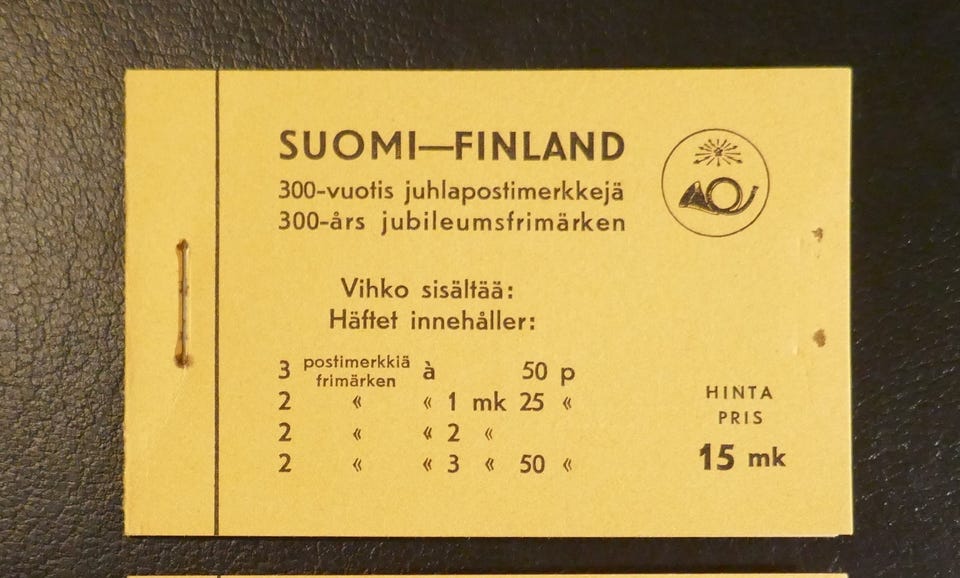 SUOMI—FINLAND
300-vuotis juhlapostimerkkejä
300-års jubileumsfrimärken
Vihko sisältää:
Häftet innehåller:
3 postimerkkiä frimärken à 50 p
2 « « 1 mk 25 «
2 « « 2 «
2 « « 3 « 50 «
HINTA
PRIS
15 mk